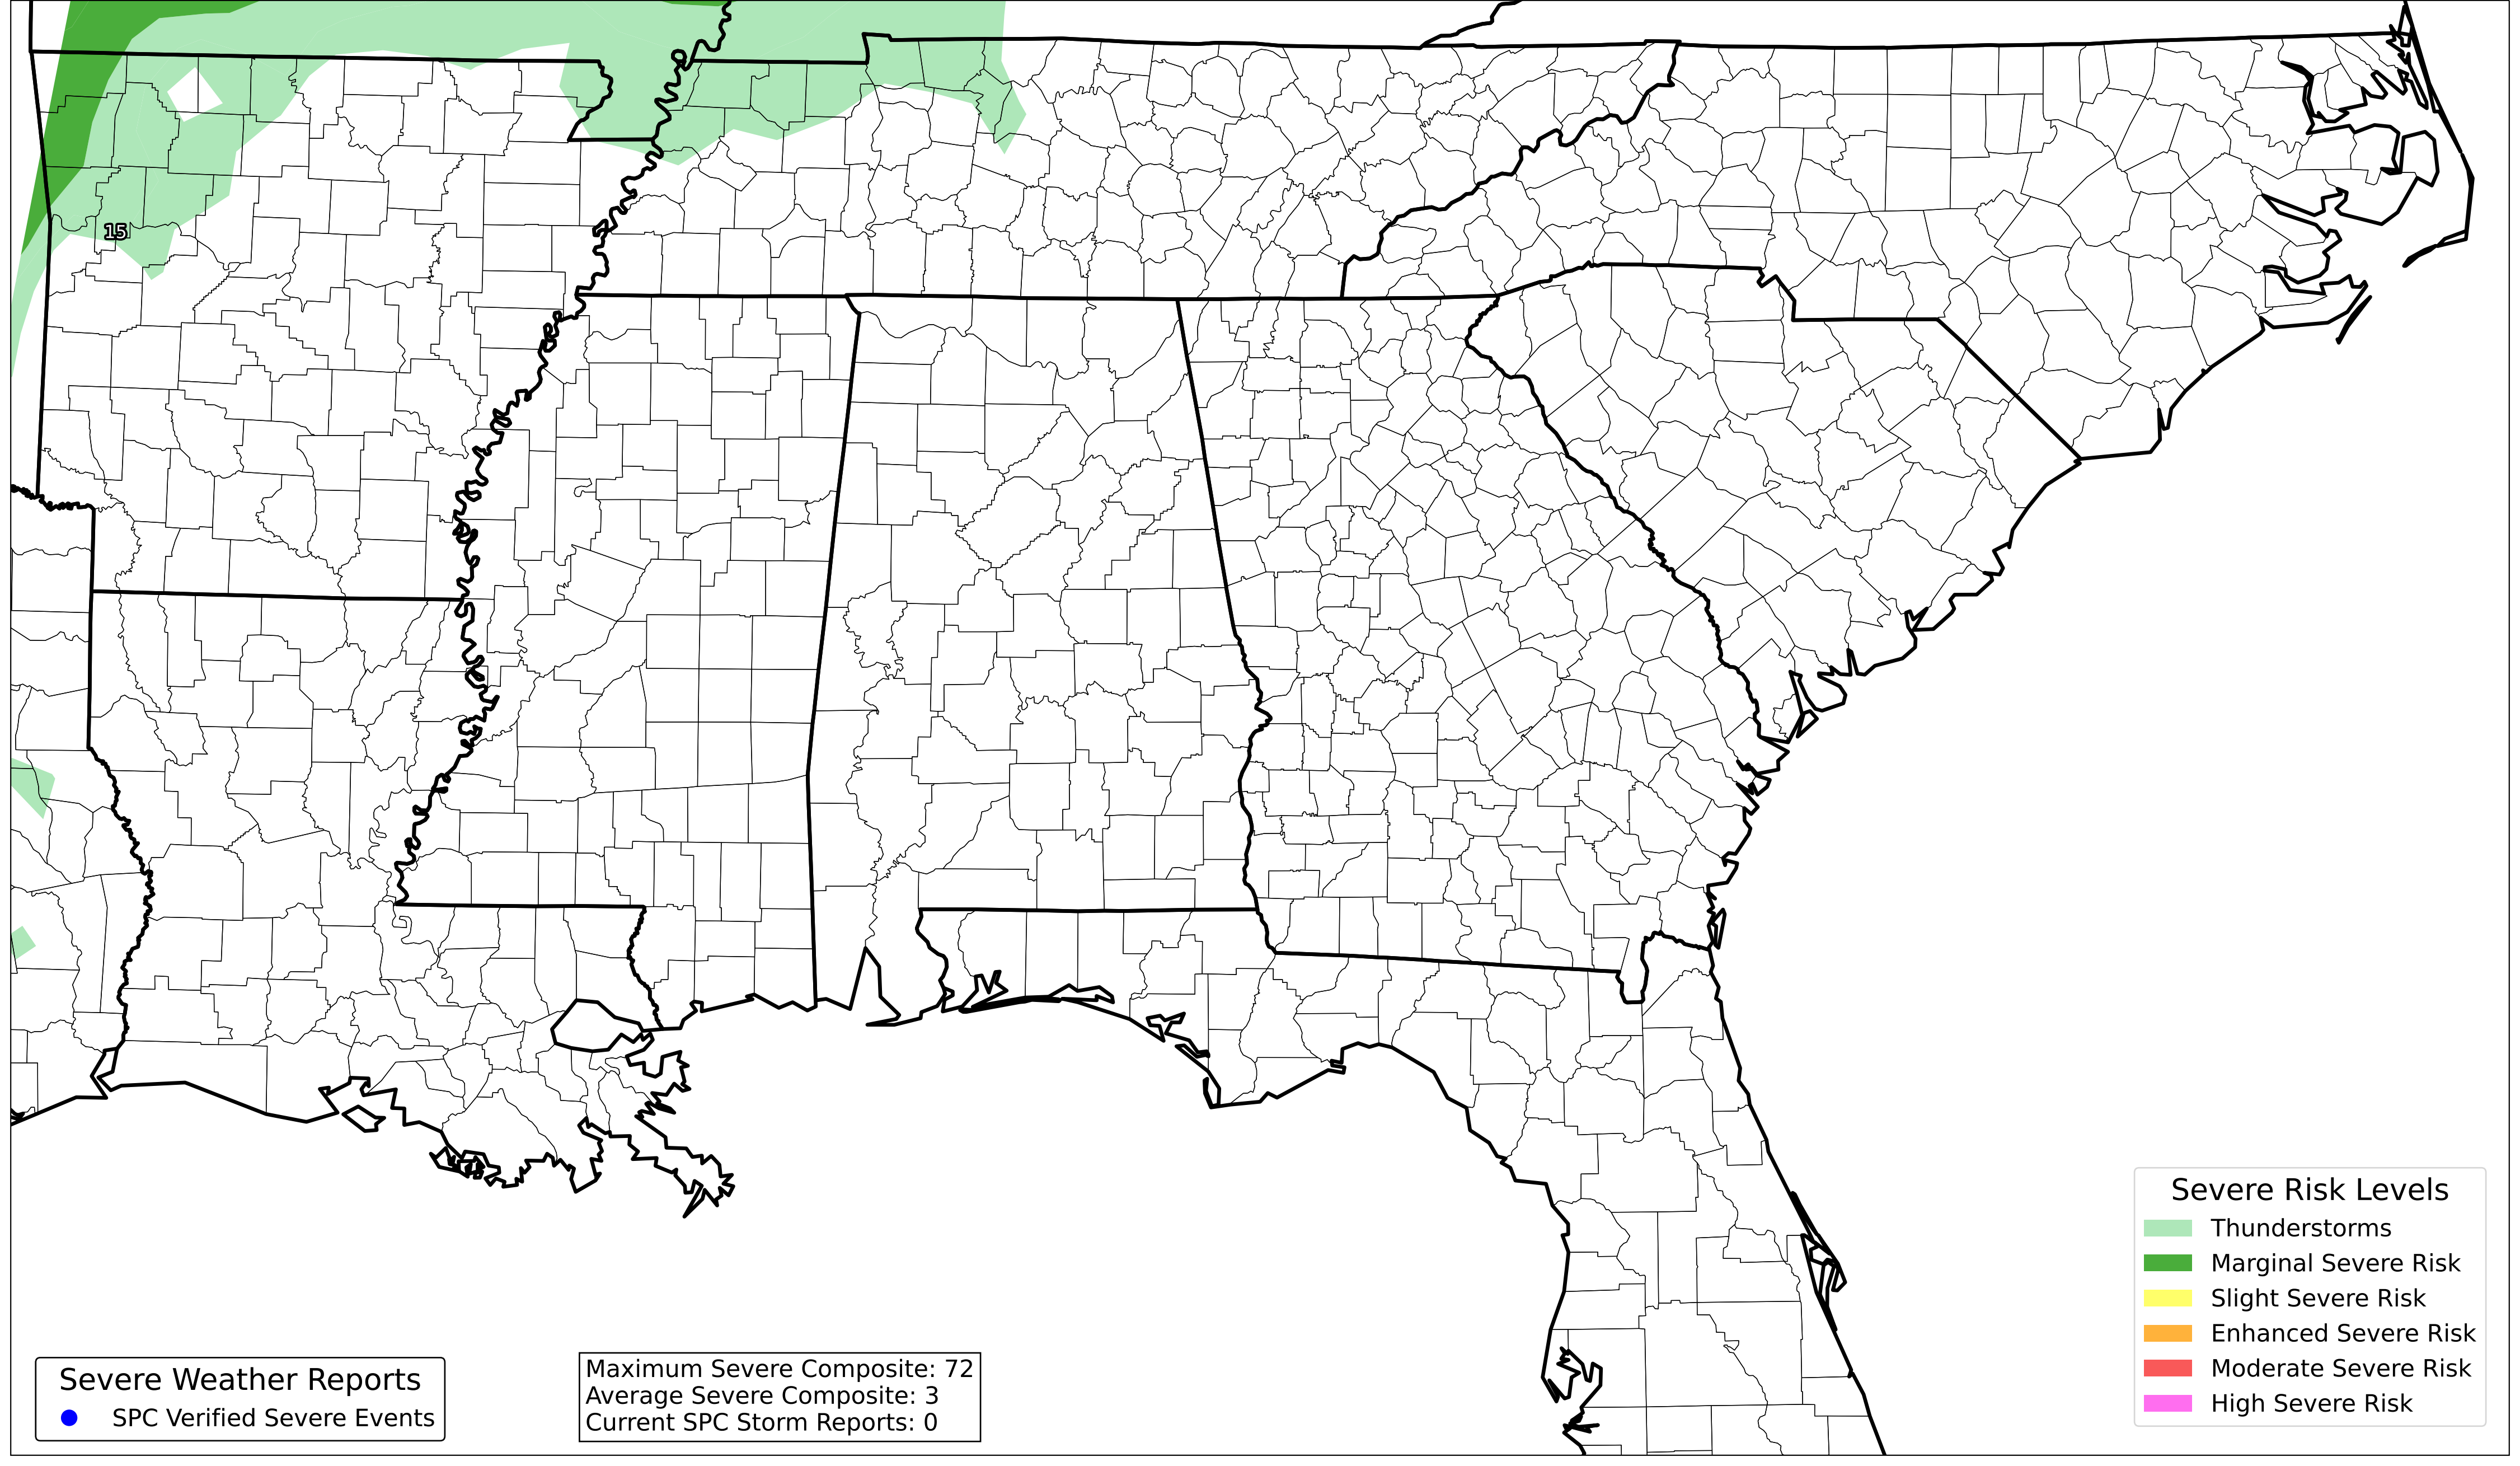 15
Severe Risk Levels
Thunderstorms
Marginal Severe Risk
Slight Severe Risk
Enhanced Severe Risk
Moderate Severe Risk
High Severe Risk
Severe Weather Reports
SPC Verified Severe Events
Maximum Severe Composite: 72
Average Severe Composite: 3
Current SPC Storm Reports: 0